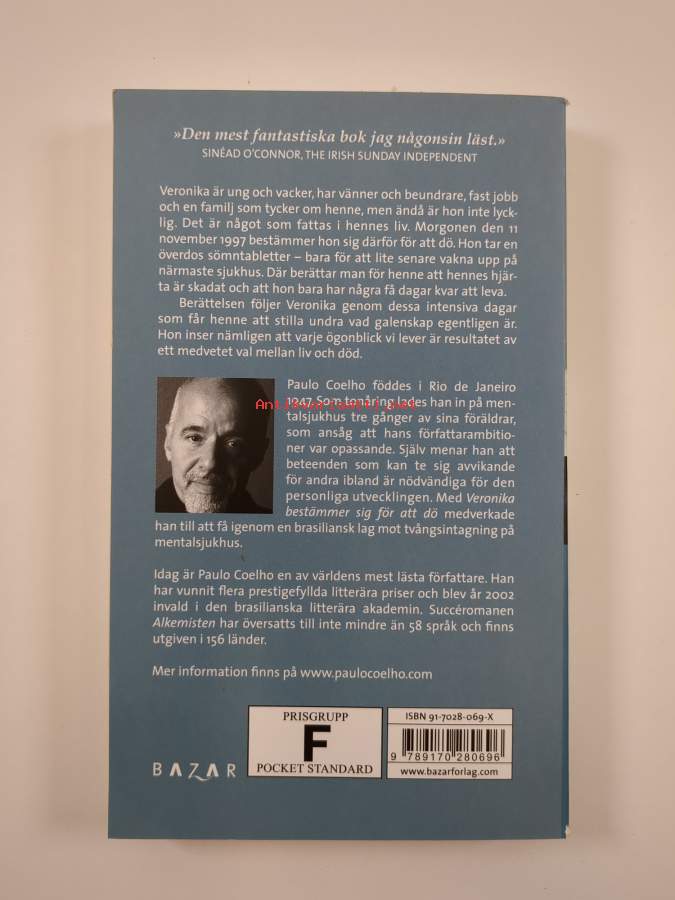 »Den mest fantastiska bok jag någonsin läst.»
SINÉAD O'CONNOR, THE IRISH SUNDAY INDEPENDENT
Veronika är ung och vacker, har vänner och beundrare, fast jobb
och en familj som tycker om henne, men ändå är hon inte lyck-
lig. Det är något som fattas i hennes liv. Morgonen den 11
november 1997 bestämmer hon sig därför för att dö. Hon tar en
överdos sömntabletter – bara för att lite senare vakna upp på
närmaste sjukhus. Där berättar man för henne att hennes hjär-
ta är skadat och att hon bara har några få dagar kvar att leva.
Berättelsen följer Veronika genom dessa intensiva dagar
som får henne att stilla undra vad galenskap egentligen är.
Hon inser nämligen att varje ögonblick vi lever är resultatet av
ett medvetet val mellan liv och död.
Paulo Coelho föddes i Rio de Janeiro
1947. Som tonåring lades han in på men-
Antikvariaatti.net
talsjukhus tre gånger av sina föräldrar,
som ansåg att hans författarambitio-
ner var opassande. Själv menar han att
beteenden som kan te sig avvikande
för andra ibland är nödvändiga för den
personliga utvecklingen. Med Veronika
bestämmer sig för att dö medverkade
han till att få igenom en brasiliansk lag mot tvångsintagning på
mentalsjukhus.
Idag är Paulo Coelho en av världens mest lästa författare. Han
har vunnit flera prestigefyllda litterära priser och blev år 2002
invald i den brasilianska litterära akademin. Succéromanen
Alkemisten har översatts till inte mindre än 58 språk och finns
utgiven i 156 länder.
Mer information finns på www.paulocoelho.com
BAZAR
PRISGRUPP
F
POCKET STANDARD
ISBN 91-7028-069-X
9 789170 280696
www.bazarforlag.com